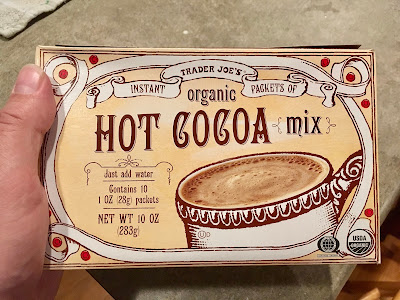 TRADER JOE'S
INSTANT PACKETS OF
organic
HOT COCOA mix
Just add water
Contains 10
1 OZ (28g) packets
NET WT 10 OZ
(283g)
U
USDA
ORGANIC